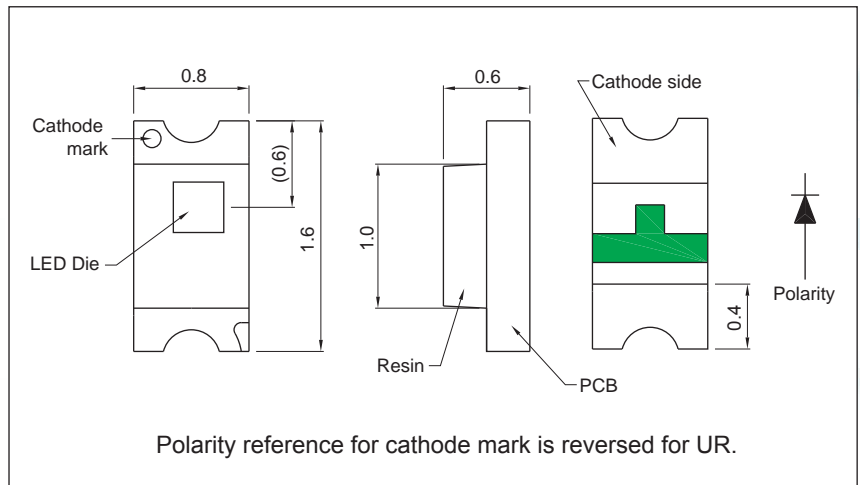 0.8
0.6
Cathode side
Cathode
mark
(0.6)
1.6
1.0
LED Die
Polarity
0.4
Resin
PCB
Polarity reference for cathode mark is reversed for UR.